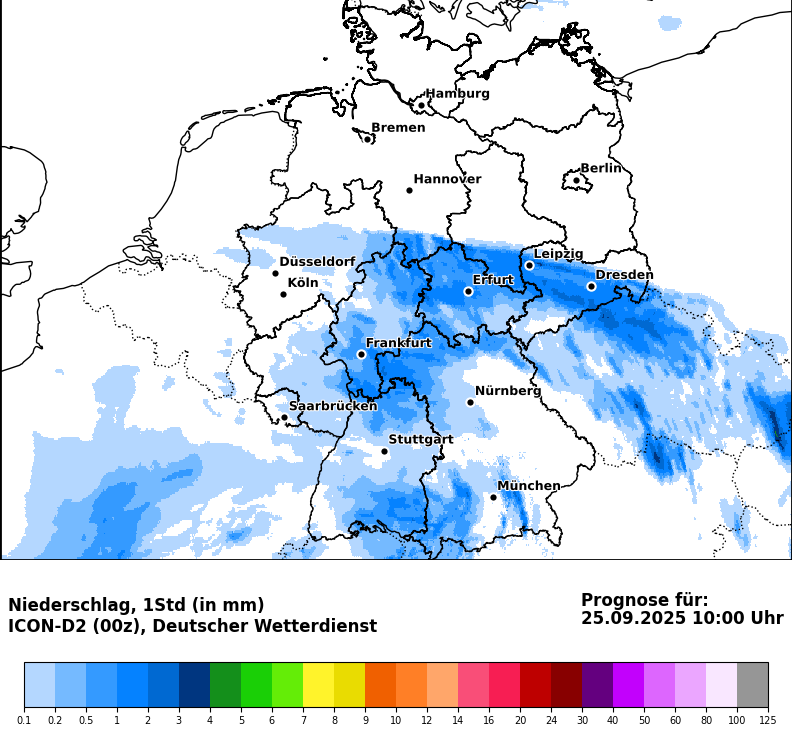 Hamburg
Bremen
Berlin
Hannover
Leipzig
Düsseldorf
Dresden
Köln
Erfurt
Frankfurt
Nürnberg
Saarbrücken
Stuttgart
München
Niederschlag, 1Std (in mm)
ICON-D2 (00z), Deutscher Wetterdienst
Prognose für:
25.09.2025 10:00 Uhr
0.1 0.2 0.5 1 2 3 4 5 6 7 8 9 10 12 14 16 20 24 30 40 50 60 80 100 125